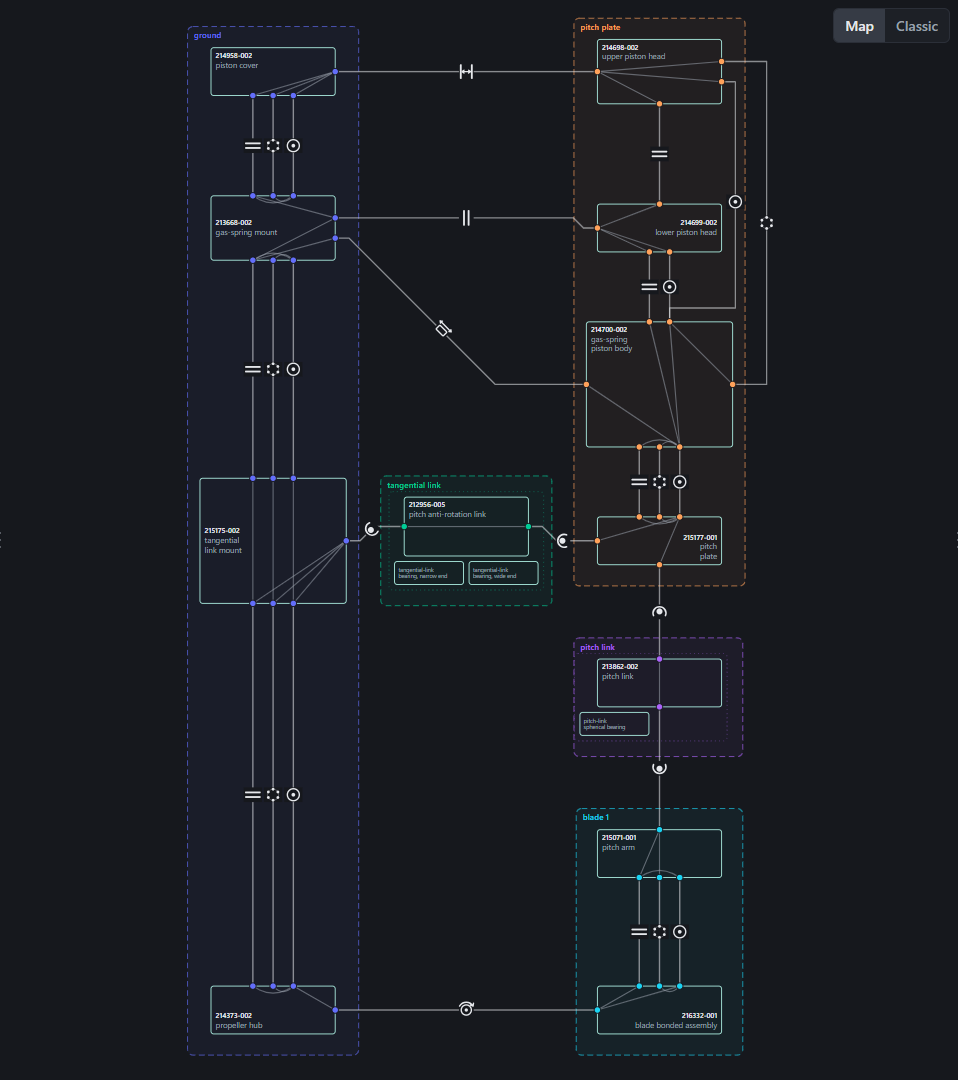 Map
Classic
ground
214958-002
piston cover
213668-002
gas-spring mount
215175-002
tangential
link mount
214373-002
propeller hub
tangential link
212956-005
pitch anti-rotation link
tangential-link
bearing, narrow end
tangential-link
bearing, wide end
pitch plate
214698-002
upper piston head
214699-002
lower piston head
214700-002
gas-spring
piston body
215177-001
pitch
plate
pitch link
213862-002
pitch link
pitch-link
spherical bearing
blade 1
215071-001
pitch arm
216332-001
blade bonded assembly